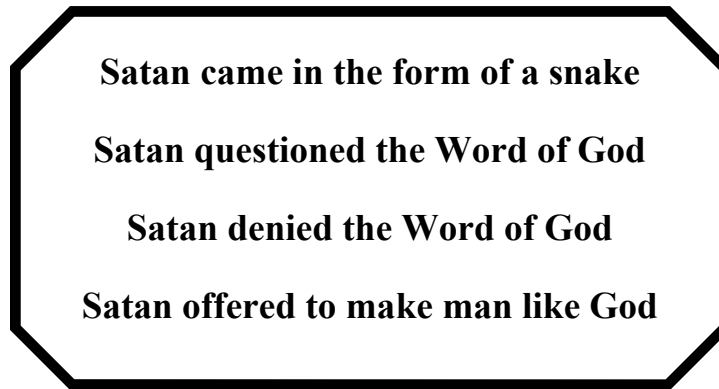 Satan came in the form of a snake
Satan questioned the Word of God
Satan denied the Word of God
Satan offered to make man like God